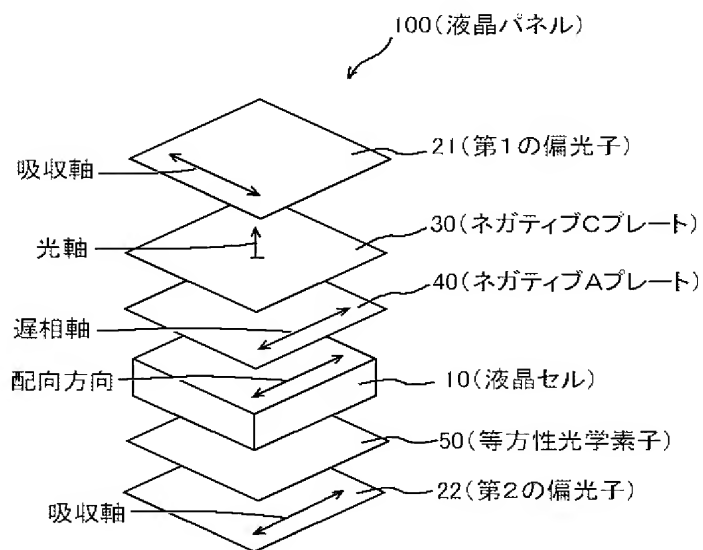 100(液晶パネル)
21(第1の偏光子)
吸収軸
30(ネガティブCプレート)
光軸
40(ネガティブAプレート)
遅相軸
配向方向
10(液晶セル)
50(等方性光学素子)
22(第2の偏光子)
吸収軸